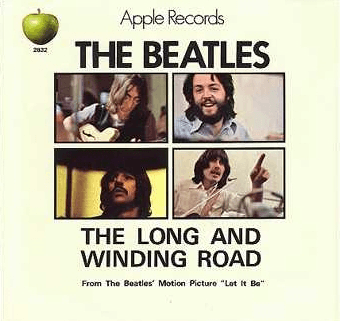 Apple Records
2832
THE BEATLES
THE LONG AND
WINDING ROAD
From The Beatles' Motion Picture "Let It Be"